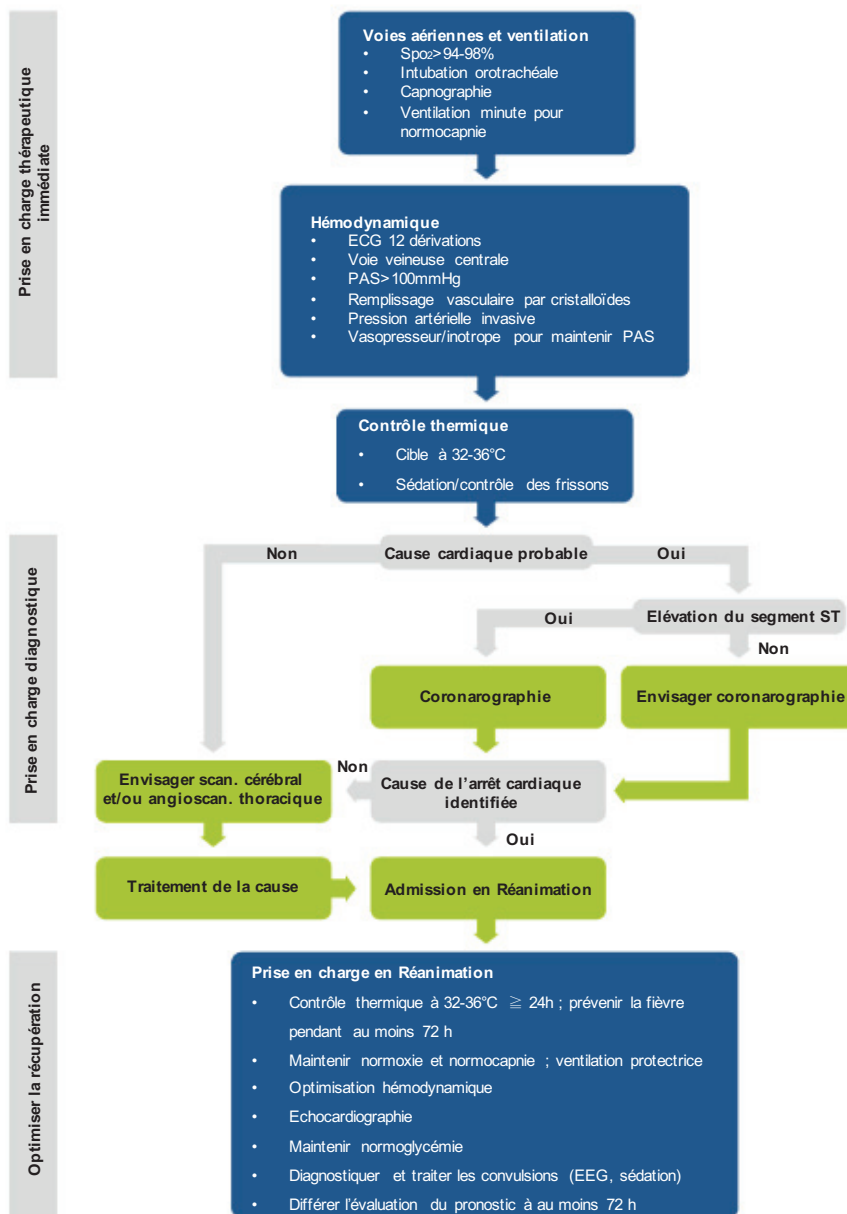 Prise en charge thérapeutique
immédiate
Voies aériennes et ventilation
• Spo2>94-98%
• Intubation orotrachéale
• Capnographie
• Ventilation minute pour
normocapnie
Hémodynamique
• ECG 12 dérivations
• Voie veineuse centrale
• PAS>100mmHg
• Remplissage vasculaire par cristalloïdes
• Pression artérielle invasive
• Vasopresseur/inotrope pour maintenir PAS
Contrôle thermique
• Cible à 32-36°C
• Sédation/contrôle des frissons
Prise en charge diagnostique
Non
Cause cardiaque probable
Oui
Elévation du segment ST
Oui
Non
Coronarographie
Envisager coronarographie
Envisager scan. cérébral
et/ou angioscan. thoracique
Non
Cause de l'arrêt cardiaque
identifiée
Oui
Traitement de la cause
Admission en Réanimation
Optimiser la récupération
Prise en charge en Réanimation
• Contrôle thermique à 32-36°C ≧ 24h ; prévenir la fièvre
pendant au moins 72 h
• Maintenir normoxie et normocapnie ; ventilation protectrice
• Optimisation hémodynamique
• Echocardiographie
• Maintenir normoglycémie
• Diagnostiquer et traiter les convulsions (EEG, sédation)
• Différer l'évaluation du pronostic à au moins 72 h